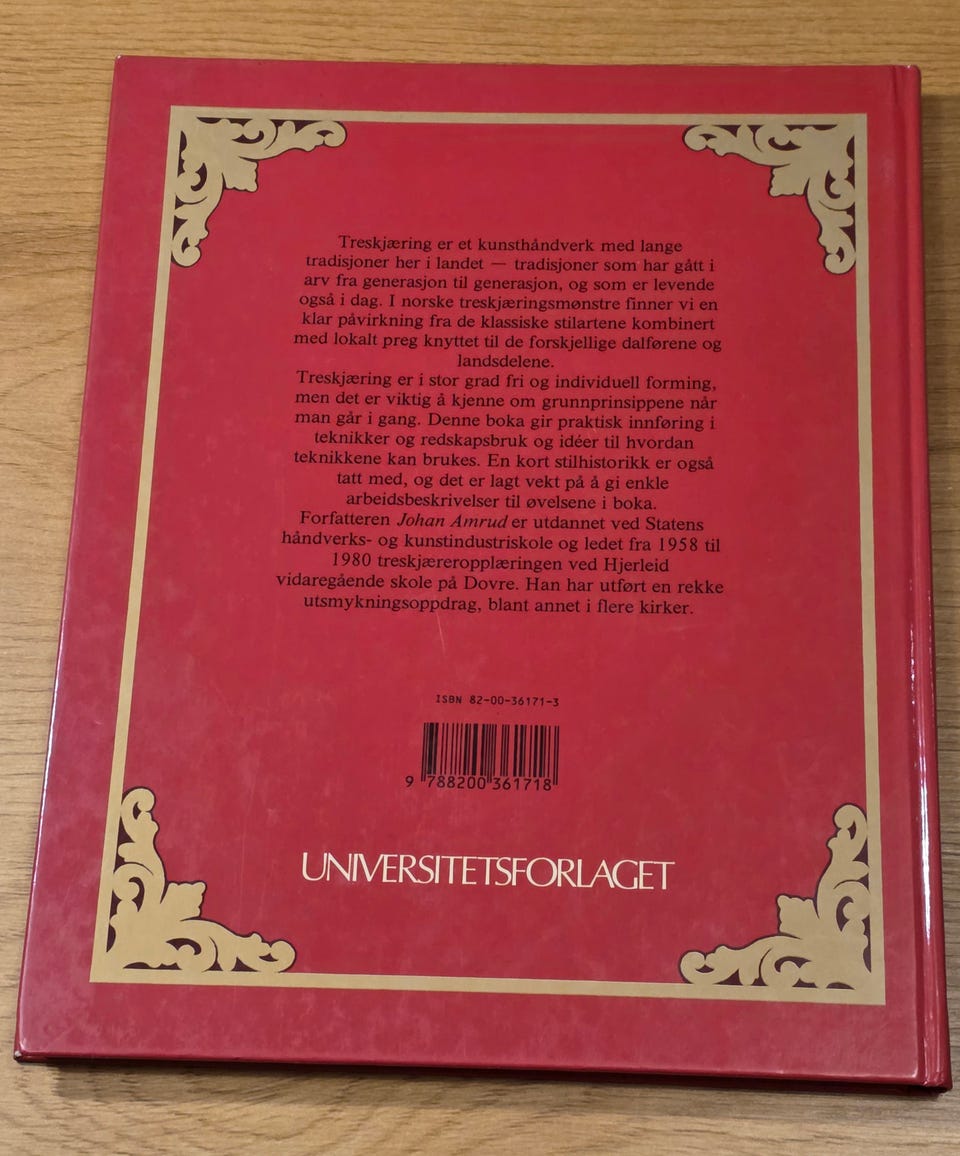 Treskjæring er et kunsthåndverk med lange
tradisjoner her i landet — tradisjoner som har gått i
arv fra generasjon til generasjon, og som er levende
også i dag. I norske treskjæringsmønstre finner vi en
klar påvirkning fra de klassiske stilartene kombinert
med lokalt preg knyttet til de forskjellige dalførene og
landsdelene.
Treskjæring er i stor grad fri og individuell forming,
men det er viktig å kjenne om grunnprinsippene når
man går i gang. Denne boka gir praktisk innføring i
teknikker og redskapsbruk og idéer til hvordan
teknikkene kan brukes. En kort stilhistorikk er også
tatt med, og det er lagt vekt på å gi enkle
arbeidsbeskrivelser til øvelsene i boka.
Forfatteren Johan Amrud er utdannet ved Statens
håndverks- og kunstindustriskole og ledet fra 1958 til
1980 treskjæreropplæringen ved Hjerleid
vidaregående skole på Dovre. Han har utført en rekke
utsmykningsoppdrag, blant annet i flere kirker.
ISBN 82-00-36171-3
9 788200 361718
UNIVERSITETSFORLAGET